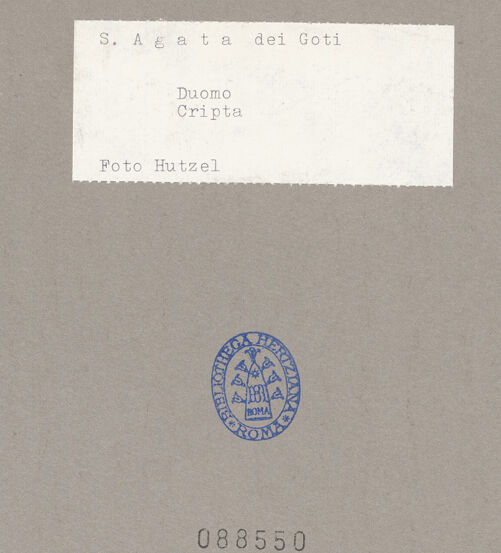 S. A g a t a dei Goti
Duomo
Cripta
Foto Hutzel
BIBLIOTHECA HERTZIANA
ROMA
ROMA
088550